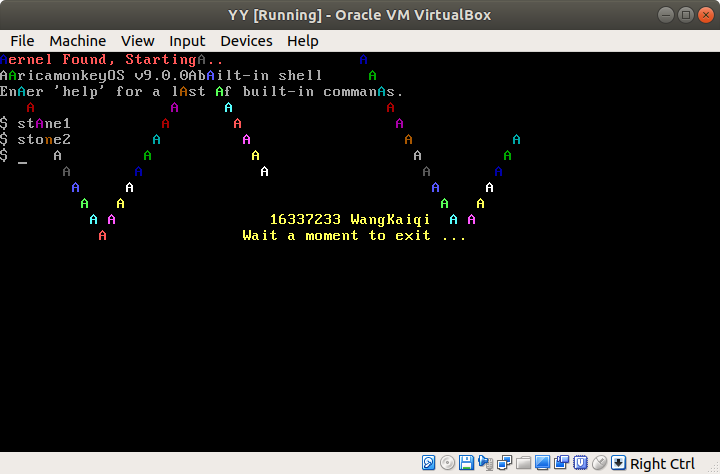 YY [Running] - Oracle VM VirtualBox
File Machine View Input Devices Help
Aernel Found, StartingA.. A
AAricamonkeyOS v9.0.0AbAilt-in shell A
EnAer 'help' for a lAst Af built-in commanAs.
A A A A
$ stAne1 A A A
$ stone2 A A A A
$ _ A A A A A
A A A A A
A A A A
A A A A
A A 16337233 WangKaiqi A A
A Wait a moment to exit ...
Right Ctrl